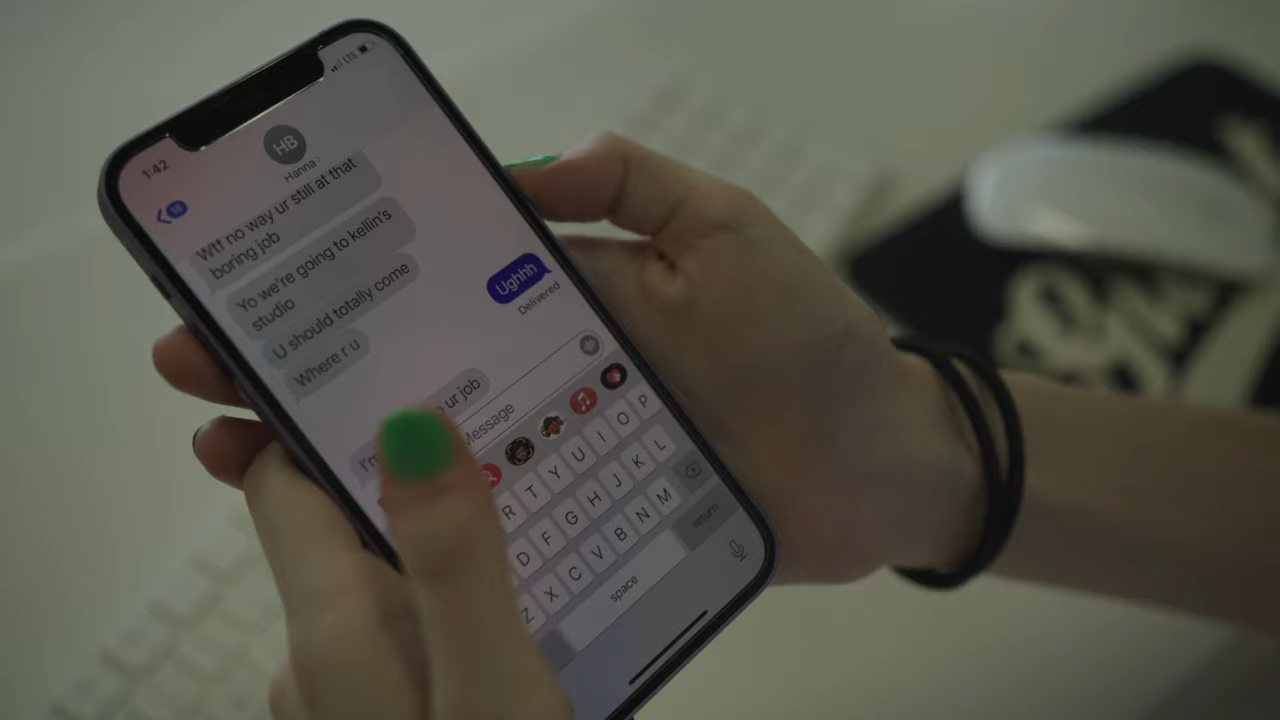 1:42
LTE
HB
Hanna
Wtf no way ur still at that
boring job
Yo we're going to kellin's
studio
U should totally come
Where r u
Ughhh
Delivered
ur job
I'm
Message
R T Y U I O P
D F G H J K L
Z X C V B N M
space
return